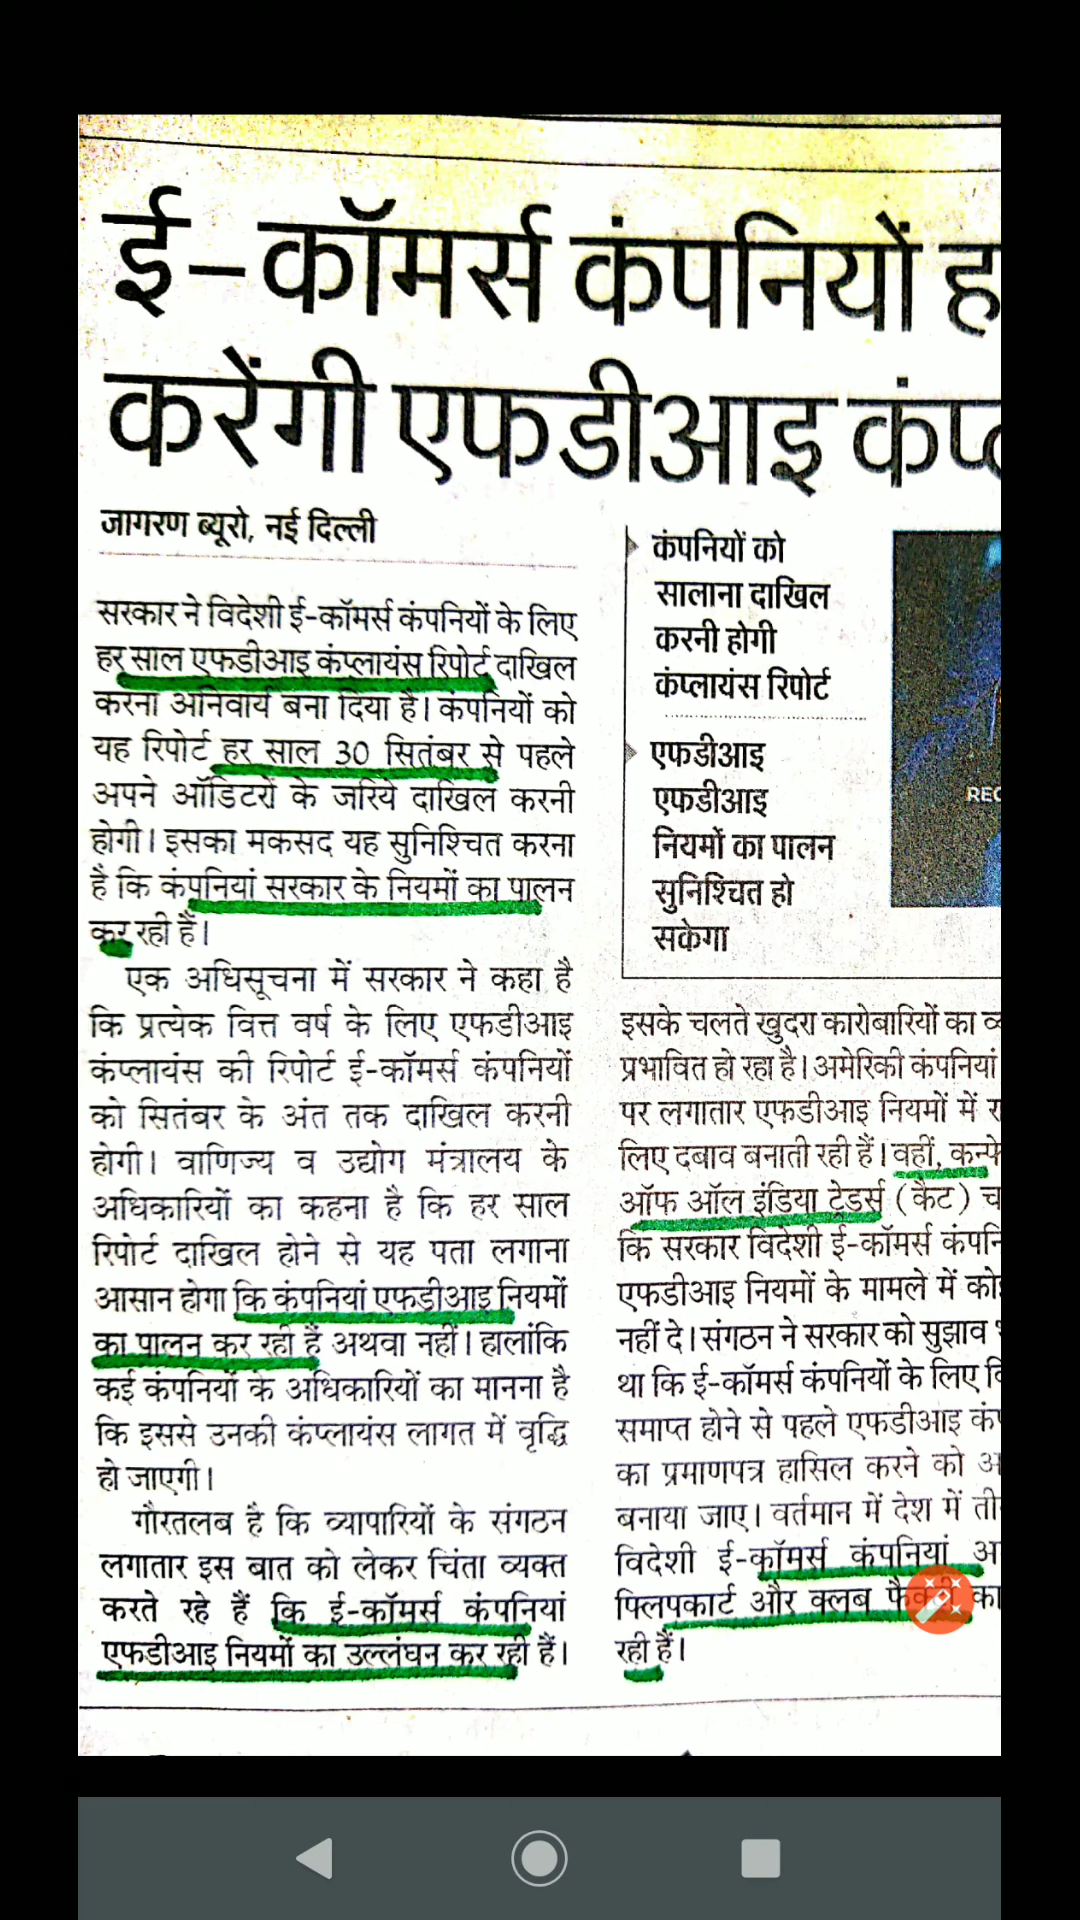 ई-कॉमर्स कंपनियों
करेंगी एफडीआइ
जागरण ब्यूरो, नई दिल्ली
सरकार ने विदेशी ई-कॉमर्स कंपनियों के लिए
हर साल एफडीआइ कंप्लायंस रिपोर्ट दाखिल
करना अनिवार्य बना दिया है। कंपनियों को
यह रिपोर्ट हर साल 30 सितंबर से पहले
अपने ऑडिटरों के जरिये दाखिल करनी
होगी। इसका मकसद यह सुनिश्चित करना
है कि कंपनियां सरकार के नियमों का पालन
कर रही हैं।
एक अधिसूचना में सरकार ने कहा है
कि प्रत्येक वित्त वर्ष के लिए एफडीआइ
कंप्लायंस की रिपोर्ट ई-कॉमर्स कंपनियों
को सितंबर के अंत तक दाखिल करनी
होगी। वाणिज्य व उद्योग मंत्रालय के
अधिकारियों का कहना है कि हर साल
रिपोर्ट दाखिल होने से यह पता लगाना
आसान होगा कि कंपनियां एफडीआइ नियमों
का पालन कर रही हैं अथवा नहीं। हालांकि
कई कंपनियों के अधिकारियों का मानना है
कि इससे उनकी कंप्लायंस लागत में वृद्धि
हो जाएगी।
गौरतलब है कि व्यापारियों के संगठन
लगातार इस बात को लेकर चिंता व्यक्त
करते रहे हैं कि ई-कॉमर्स कंपनियां
एफडीआइ नियमों का उल्लंघन कर रही हैं।
कंपनियों को
सालाना दाखिल
करनी होगी
कंप्लायंस रिपोर्ट
एफडीआइ
एफडीआइ
नियमों का पालन
सुनिश्चित हो
सकेगा
इसके चलते खुदरा कारोबारियों का
प्रभावित हो रहा है। अमेरिकी कंपनियां
पर लगातार एफडीआइ नियमों में
लिए दबाव बनाती रही हैं। वहीं,
ऑफ ऑल इंडिया ट्रेडर्स (कैट)
कि सरकार विदेशी ई-कॉमर्स
एफडीआइ नियमों के मामले में
नहीं दे। संगठन ने सरकार को सुझाव
था कि ई-कॉमर्स कंपनियों के लिए
समाप्त होने से पहले एफडीआइ
का प्रमाणपत्र हासिल करने को
बनाया जाए। वर्तमान में देश में
विदेशी ई-कॉमर्स कंपनियां
फ्लिपकार्ट और क्लब
रही हैं।